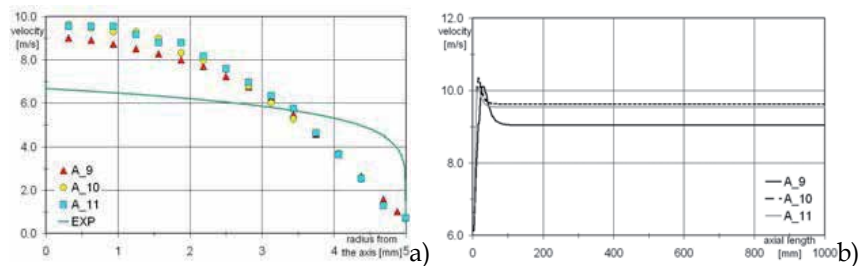 10.0
velocity
[m/s]
8.0
6.0
4.0
2.0
0.0
A_9
A_10
A_11
EXP
radius from
the axis [mm]
0
1
2
3
4
5
a)
12.0
velocity
[m/s]
10.0
8.0
6.0
A_9
A_10
A_11
axial length
[mm]
0
200
400
600
800
1000
b)